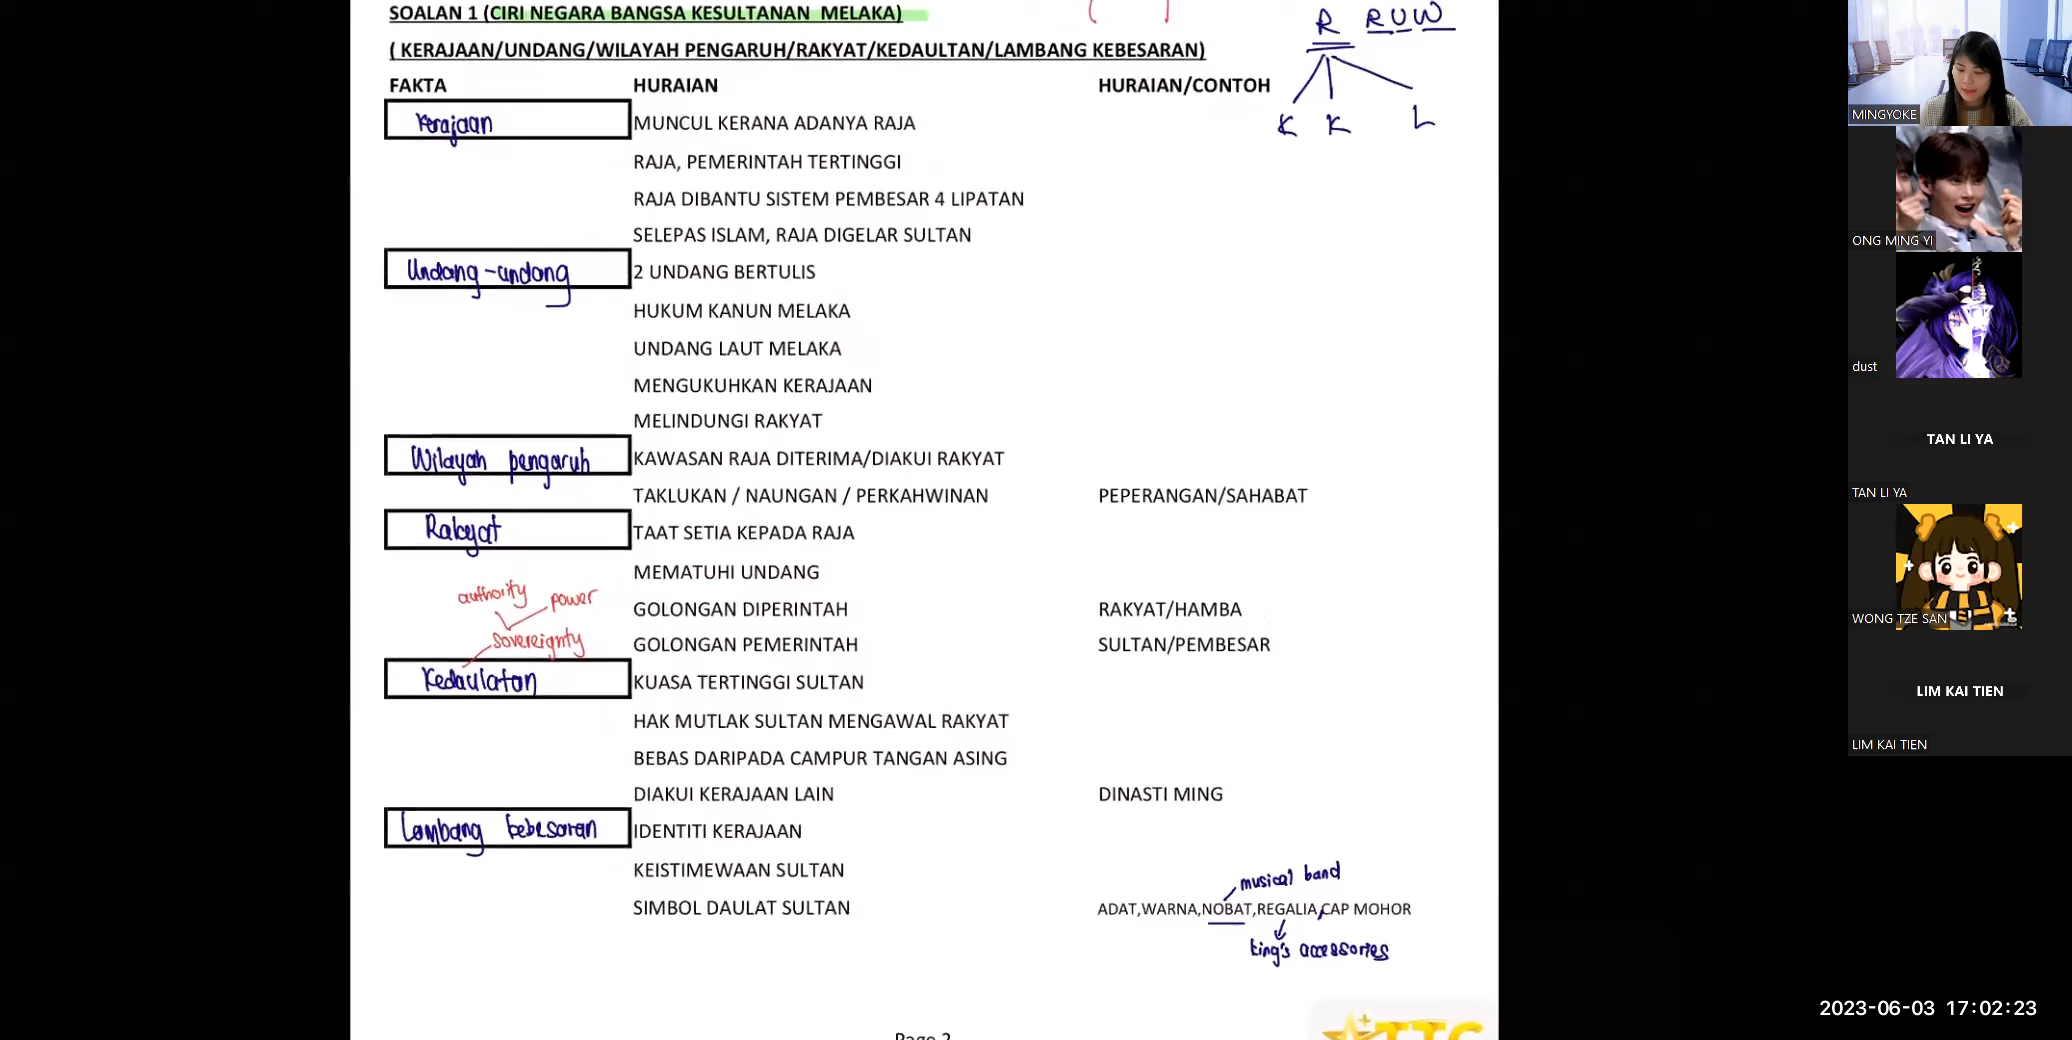 SOALAN 1 (CIRI NEGARA BANGSA KESULTANAN MELAKA)
R RUW
( KERAJAAN/UNDANG/WILAYAH PENGARUH/RAKYAT/KEDAULTAN/LAMBANG KEBESARAN)
FAKTA HURAIAN HURAIAN/CONTOH
K K L
Kerajaan MUNCUL KERANA ADANYA RAJA
RAJA, PEMERINTAH TERTINGGI
RAJA DIBANTU SISTEM PEMBESAR 4 LIPATAN
SELEPAS ISLAM, RAJA DIGELAR SULTAN
Undang-undang 2 UNDANG BERTULIS
HUKUM KANUN MELAKA
UNDANG LAUT MELAKA
MENGUKUHKAN KERAJAAN
MELINDUNGI RAKYAT
Wilayah pengaruh KAWASAN RAJA DITERIMA/DIAKUI RAKYAT
TAKLUKAN / NAUNGAN / PERKAHWINAN PEPERANGAN/SAHABAT
Rakyat TAAT SETIA KEPADA RAJA
MEMATUHI UNDANG
authority power
GOLONGAN DIPERINTAH RAKYAT/HAMBA
sovereignty
GOLONGAN PEMERINTAH SULTAN/PEMBESAR
Kedaulatan KUASA TERTINGGI SULTAN
HAK MUTLAK SULTAN MENGAWAL RAKYAT
BEBAS DARIPADA CAMPUR TANGAN ASING
DIAKUI KERAJAAN LAIN DINASTI MING
Lambang kebesaran IDENTITI KERAJAAN
KEISTIMEWAAN SULTAN
musical band
SIMBOL DAULAT SULTAN ADAT,WARNA,NOBAT,REGALIA,CAP MOHOR
king's accessories
Page 2
TTC
MINGYOKE
ONG MING YI
dust
TAN LI YA
TAN LI YA
WONG TZE SAN
LIM KAI TIEN
LIM KAI TIEN
2023-06-03 17:02:23